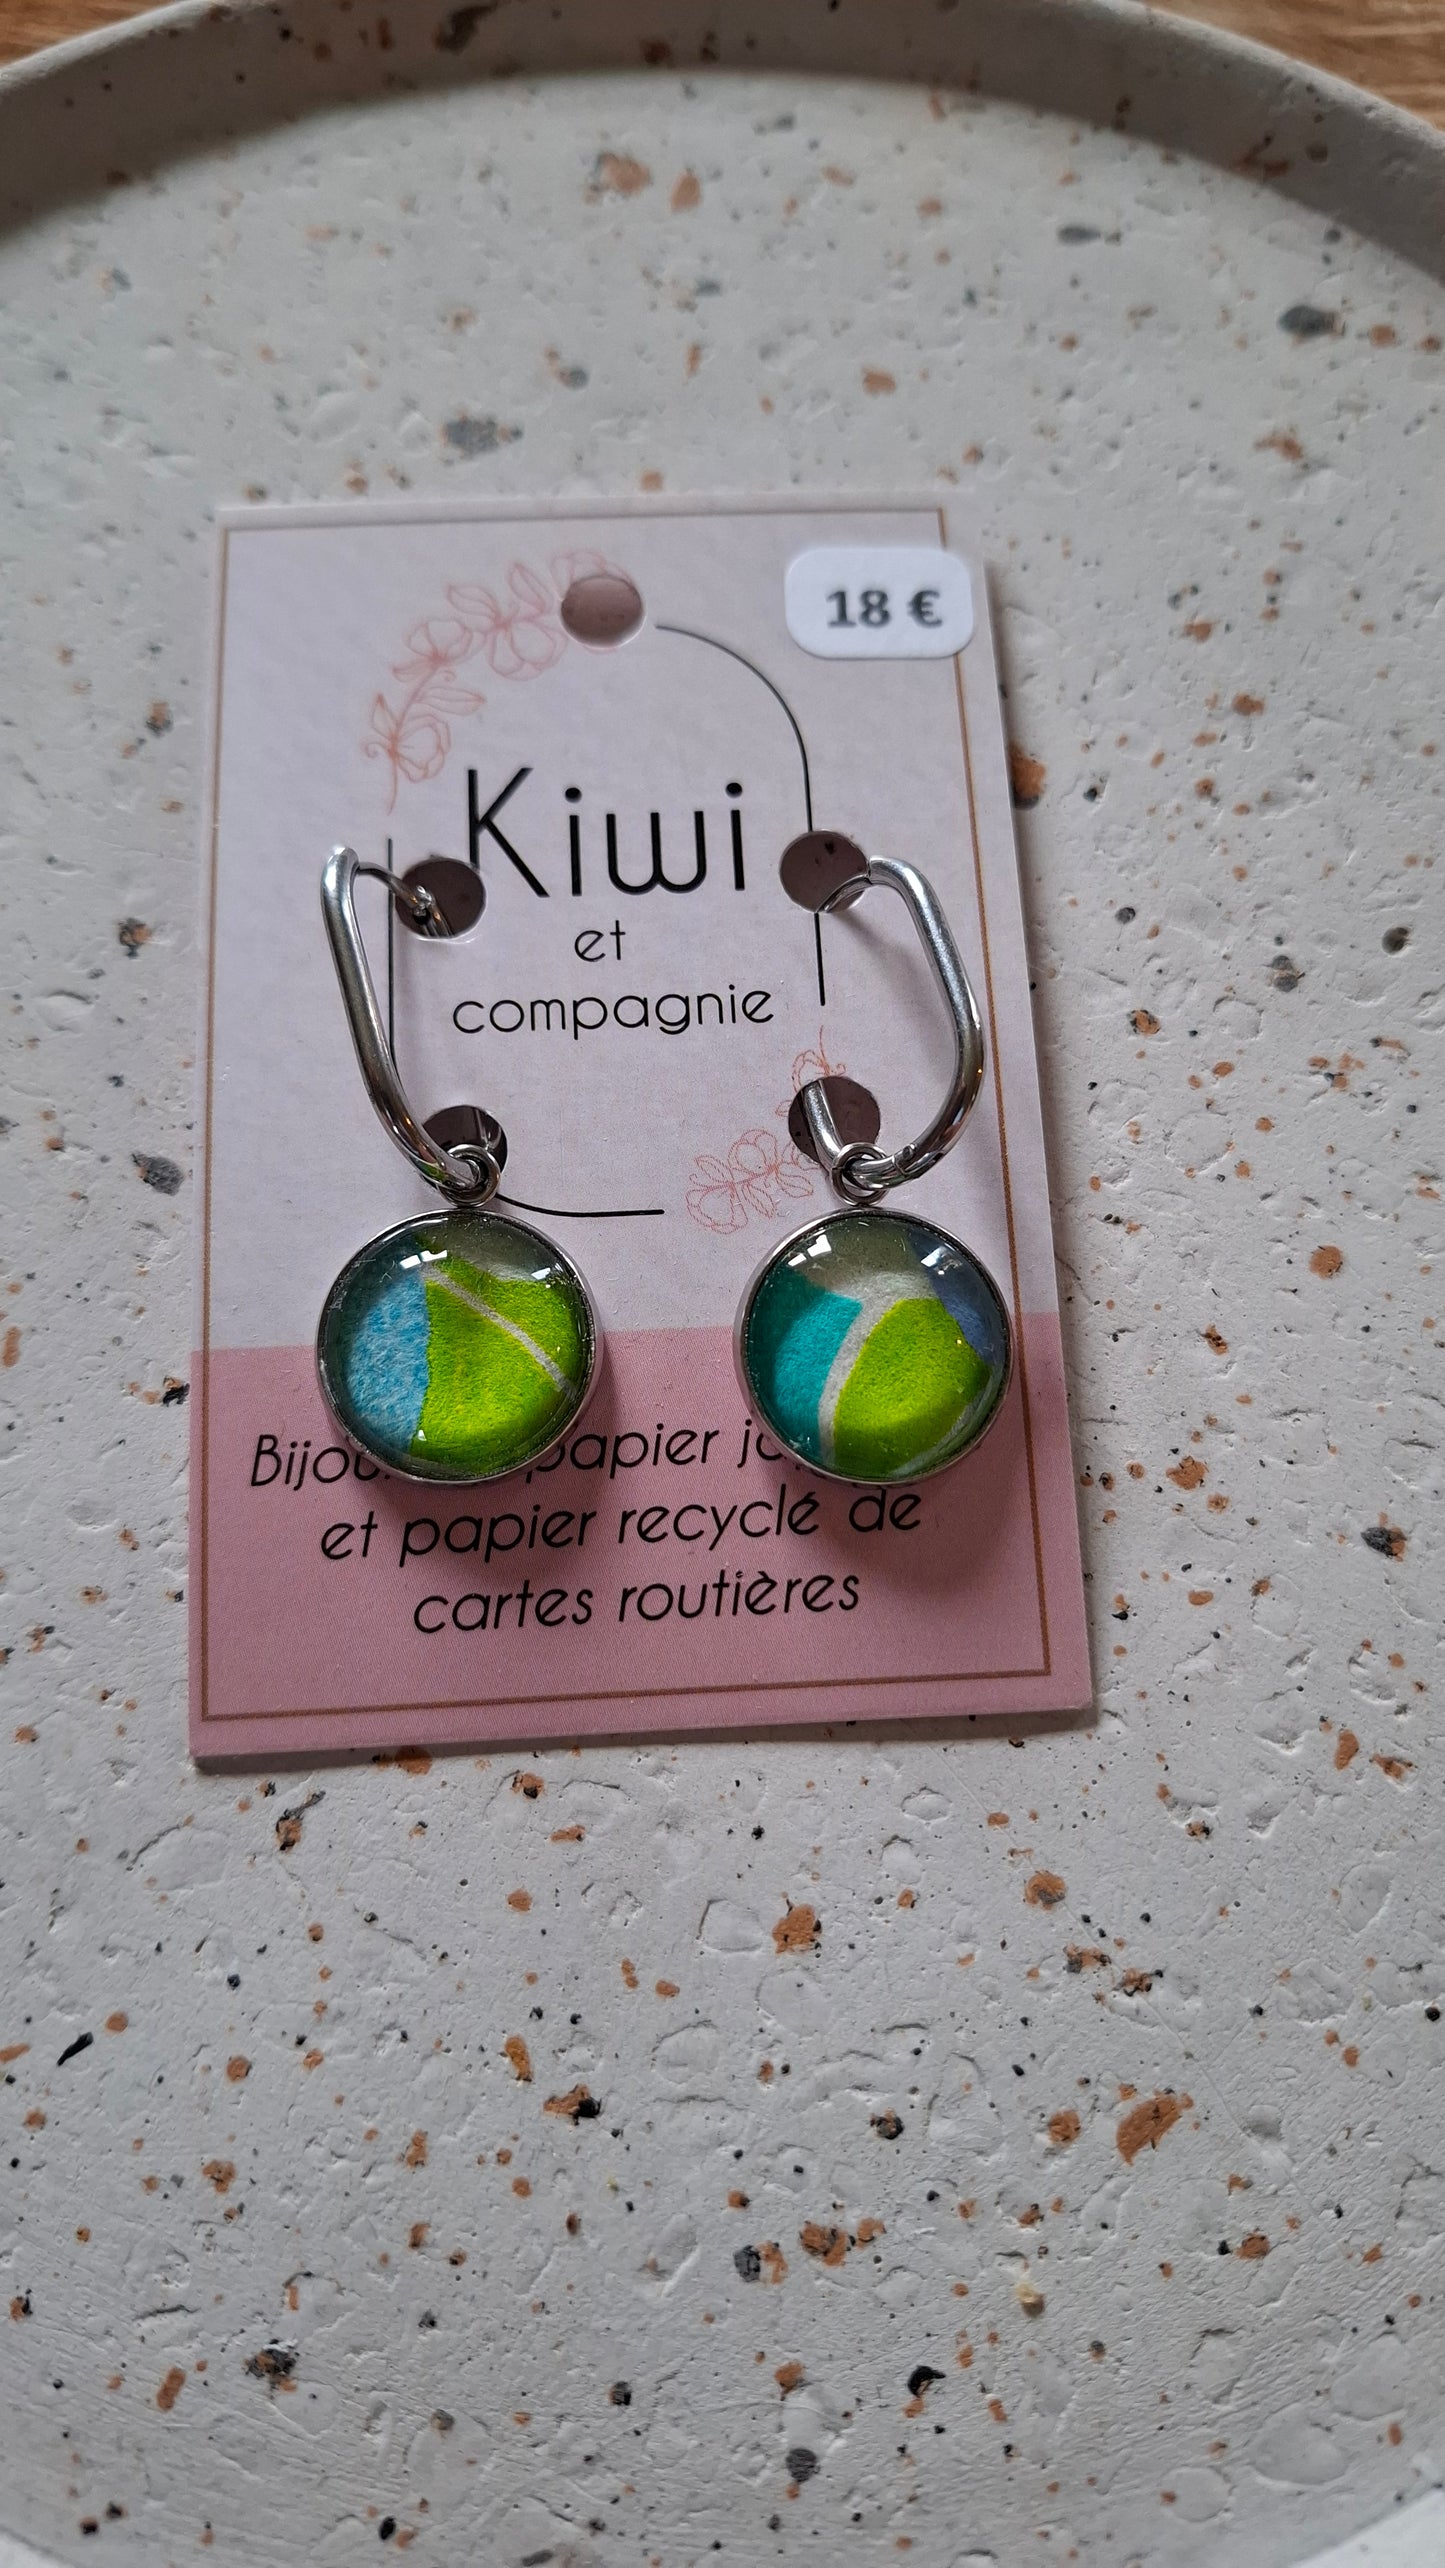 18 €
Kiwi
et
compagnie
papier
et papier recyclé de
cartes routières